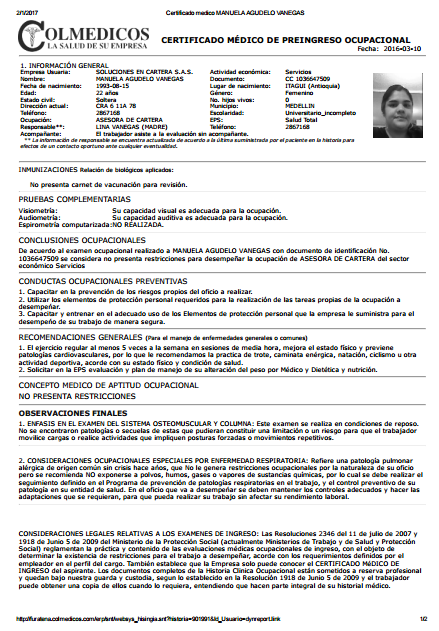 2/1/2017 Certificado medico MANUELA AGUDELO VANEGAS
COLMEDICOS
LA SALUD DE SU EMPRESA
CERTIFICADO MÉDICO DE PREINGRESO OCUPACIONAL
Fecha: 2016-03-10
1. INFORMACIÓN GENERAL
Empresa Usuaria: SOLUCIONES EN CARTERA S.A.S. Actividad económica: Servicios
Nombre: MANUELA AGUDELO VANEGAS Documento: CC 1036647509
Fecha de nacimiento: 1993-08-15 Lugar de nacimiento: ITAGUI (Antioquia)
Edad: 22 años Género: Femenino
Estado civil: Soltera No. hijos vivos: 0
Dirección actual: CRA 6 11A 78 Municipio: MEDELLIN
Teléfono: 2867168 Escolaridad: Universitario_incompleto
Ocupación: ASESORA DE CARTERA EPS: Salud Total
Responsable**: LINA VANEGAS (MADRE) Teléfono: 2867168
Acompañante: El trabajador asiste a la evaluación sin acompañante.
** La información de responsable se encuentra actualizada de acuerdo a la última suministrada por el paciente en la historia para
efectos de un contacto oportuno ante cualquier eventualidad.
INMUNIZACIONES Relación de biológicos aplicados:
No presenta carnet de vacunación para revisión.
PRUEBAS COMPLEMENTARIAS
Visiometría: Su capacidad visual es adecuada para la ocupación.
Audiometría: Su capacidad auditiva es adecuada para la ocupación.
Espirometría computarizada:NO REALIZADA.
CONCLUSIONES OCUPACIONALES
De acuerdo al examen ocupacional realizado a MANUELA AGUDELO VANEGAS con documento de identificación No.
1036647509 se considera no presenta restricciones para desempeñar la ocupación de ASESORA DE CARTERA del sector
económico Servicios
CONDUCTAS OCUPACIONALES PREVENTIVAS
1. Capacitar en la prevención de los riesgos propios del oficio a realizar.
2. Utilizar los elementos de protección personal requeridos para la realización de las tareas propias de la ocupación a
desempeñar.
3. Capacitar y entrenar en el adecuado uso de los Elementos de protección personal que la empresa le suministra para el
desempeño de su trabajo de manera segura.
RECOMENDACIONES GENERALES (Para el manejo de enfermedades generales o comunes)
1. El ejercicio regular al menos 5 veces a la semana en sesiones de media hora, mejora el estado físico y previene
patologías cardiovasculares, por lo que le recomendamos la practica de trote, caminata enérgica, natación, ciclismo u otra
actividad deportiva, acorde con su estado físico y condición de salud.
2. Solicitar en la EPS evaluación y plan de manejo de su alteración del peso por Médico y Dietética y nutrición.
CONCEPTO MEDICO DE APTITUD OCUPACIONAL
NO PRESENTA RESTRICCIONES
OBSERVACIONES FINALES
1. ENFASIS EN EL EXAMEN DEL SISTEMA OSTEOMUSCULAR Y COLUMNA: Este examen se realiza en condiciones de reposo.
No se encontraron patologías o secuelas de estas que pudieran constituir una limitación o un riesgo para que el trabajador
movilice cargas o realice actividades que impliquen posturas forzadas o movimientos repetitivos.
2. CONSIDERACIONES OCUPACIONALES ESPECIALES POR ENFERMEDAD RESPIRATORIA: Refiere una patología pulmonar
alérgica de origen común sin crisis hace años, que No le genera restricciones ocupacionales por la naturaleza de su oficio
pero se recomienda NO exponerse a polvos, humos, gases o vapores de sustancias químicas, por lo cual se debe realizar el
seguimiento definido en el Programa de prevención de patologías respiratorias en el trabajo, y el control preventivo de su
patología en su entidad de salud. En el oficio que va a desempeñar se deben mantener los controles adecuados y hacer las
adaptaciones que se requieran, para que pueda realizar su trabajo sin afectar su rendimiento laboral.
CONSIDERACIONES LEGALES RELATIVAS A LOS EXAMENES DE INGRESO: Las Resoluciones 2346 del 11 de julio de 2007 y
1918 de Junio 5 de 2009 del Ministerio de la Protección Social (actualmente Ministerios de Trabajo y de Salud y Protección
Social) reglamentan la práctica y contenido de las evaluaciones médicas ocupacionales de ingreso, con el objeto de
determinar la existencia de restricciones para el trabajo a desempeñar, acorde con los requerimientos definidos por el
empleador en el perfil del cargo. También establece que la Empresa solo puede conocer el CERTIFICADO MÉDICO DE
INGRESO del aspirante. Los documentos completos de la Historia Clínica Ocupacional están sometidos a reserva profesional
y quedan bajo nuestra guarda y custodia, segun lo establecido en la Resolución 1918 de Junio 5 de 2009 y el trabajador
puede obtener una copia de ellos cuando lo requiera, entendiendo que hacen parte integral de su historial médico.
1/2